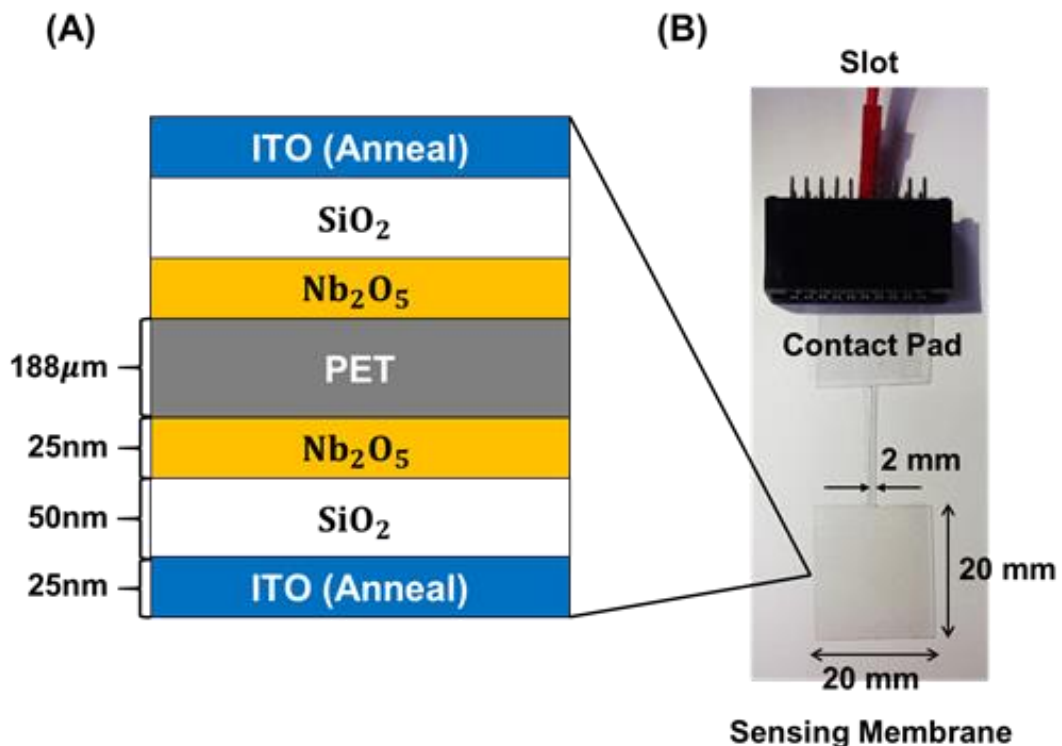 (A)
ITO (Anneal)
SiO₂
Nb₂O₅
188μm
PET
25nm
Nb₂O₅
50nm
SiO₂
25nm
ITO (Anneal)
(B)
Slot
Contact Pad
2 mm
20 mm
20 mm
Sensing Membrane